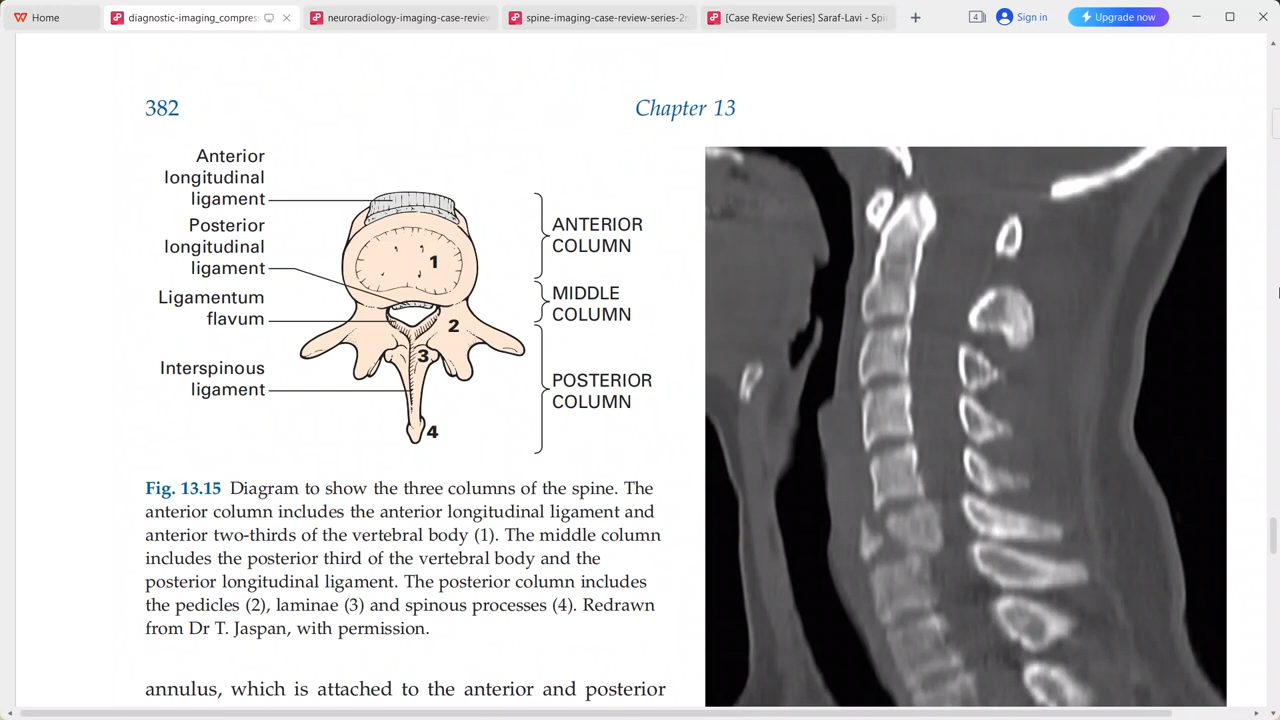 Home
diagnostic-imaging_compress
neuroradiology-imaging-case-review
spine-imaging-case-review-series-2
[Case Review Series] Saraf-Lavi - Spi
4
Sign in
Upgrade now
382
Chapter 13
Anterior
longitudinal
ligament
Posterior
longitudinal
ligament
Ligamentum
flavum
Interspinous
ligament
1
2
3
4
ANTERIOR
COLUMN
MIDDLE
COLUMN
POSTERIOR
COLUMN
Fig. 13.15 Diagram to show the three columns of the spine. The
anterior column includes the anterior longitudinal ligament and
anterior two-thirds of the vertebral body (1). The middle column
includes the posterior third of the vertebral body and the
posterior longitudinal ligament. The posterior column includes
the pedicles (2), laminae (3) and spinous processes (4). Redrawn
from Dr T. Jaspan, with permission.
annulus, which is attached to the anterior and posterior